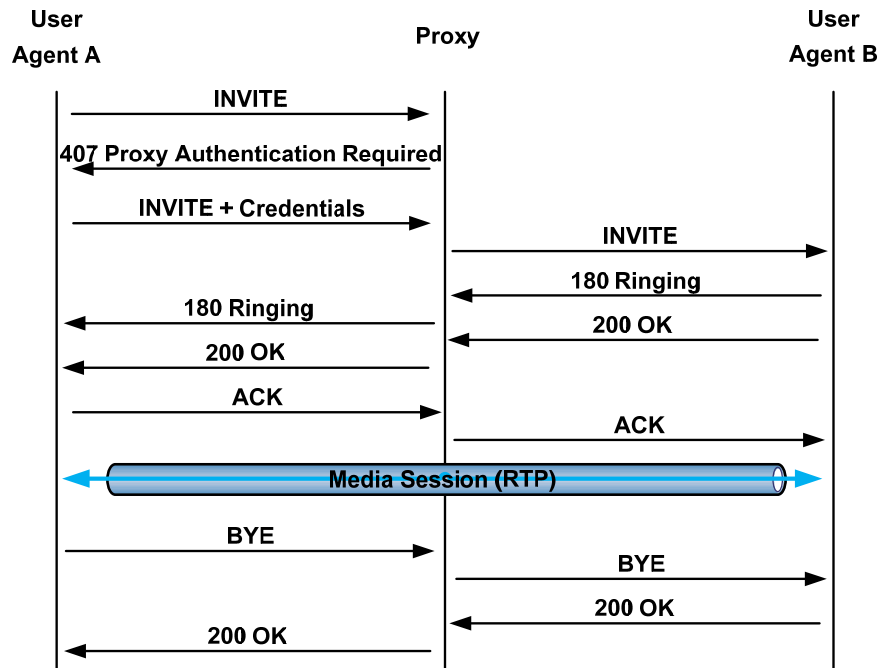 User
Agent A
Proxy
User
Agent B
INVITE
407 Proxy Authentication Required
INVITE + Credentials
INVITE
180 Ringing
180 Ringing
200 OK
200 OK
ACK
ACK
Media Session (RTP)
BYE
BYE
200 OK
200 OK